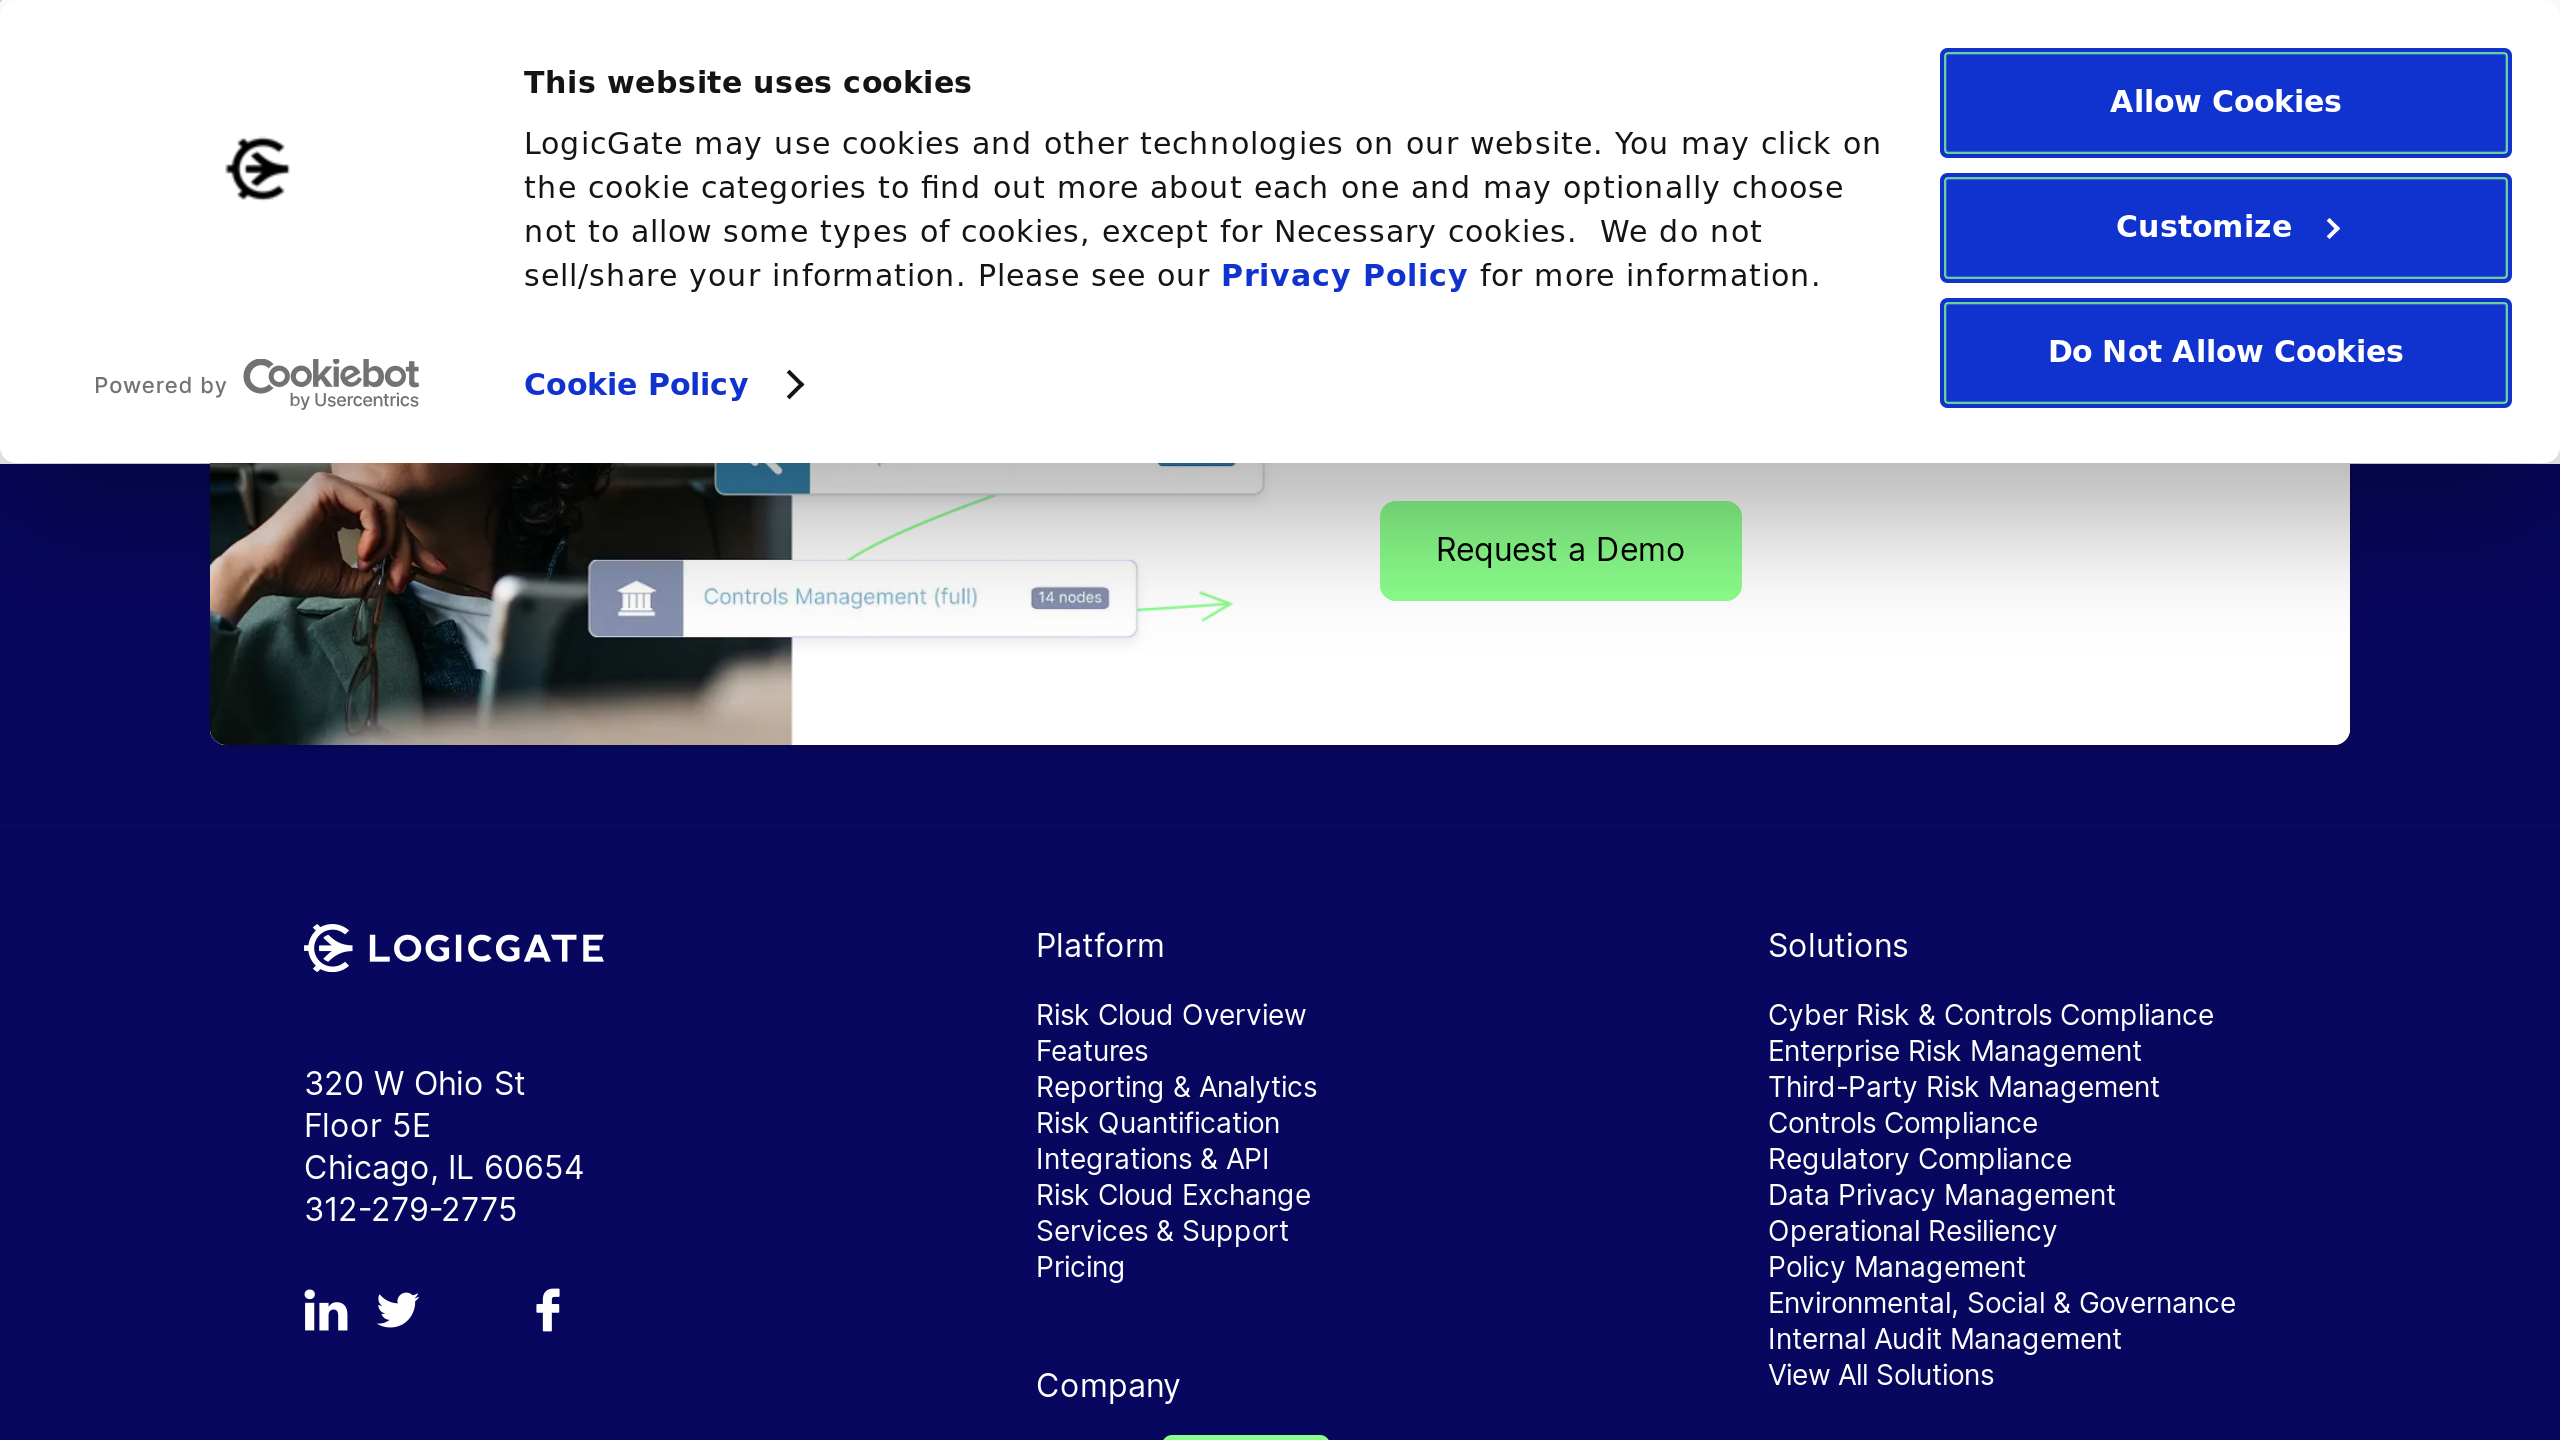 This website uses cookies
LogicGate may use cookies and other technologies on our website. You may click on
the cookie categories to find out more about each one and may optionally choose
not to allow some types of cookies, except for Necessary cookies.  We do not
sell/share your information. Please see our Privacy Policy for more information.
Powered by Cookiebot
by Usercentrics
Cookie Policy
Allow Cookies
Customize
Do Not Allow Cookies
Request a Demo
Controls Management (full) 14 nodes
LOGICGATE
320 W Ohio St
Floor 5E
Chicago, IL 60654
312-279-2775
Platform
Risk Cloud Overview
Features
Reporting & Analytics
Risk Quantification
Integrations & API
Risk Cloud Exchange
Services & Support
Pricing
Company
Solutions
Cyber Risk & Controls Compliance
Enterprise Risk Management
Third-Party Risk Management
Controls Compliance
Regulatory Compliance
Data Privacy Management
Operational Resiliency
Policy Management
Environmental, Social & Governance
Internal Audit Management
View All Solutions